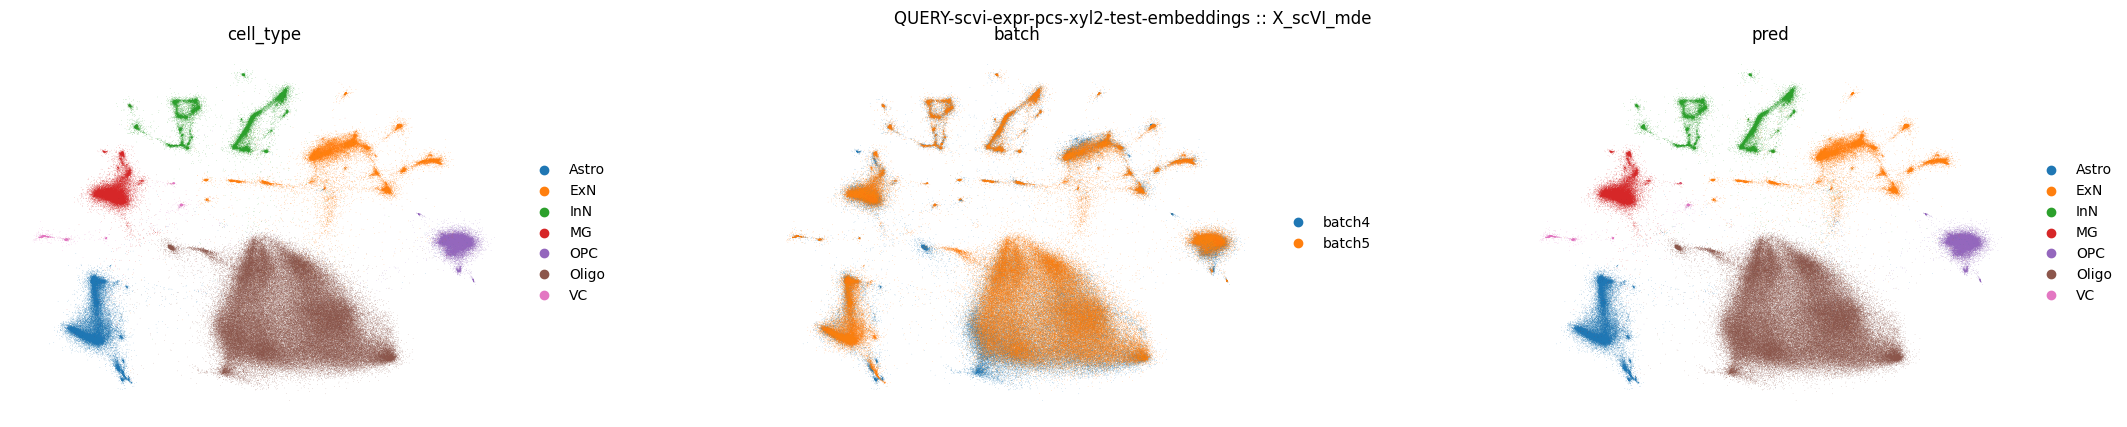 QUERY-scvi-expr-pcs-xyl2-test-embeddings :: X_scVI_mde
cell_type
Astro
ExN
InN
MG
OPC
Oligo
VC
batch
batch4
batch5
pred
Astro
ExN
InN
MG
OPC
Oligo
VC